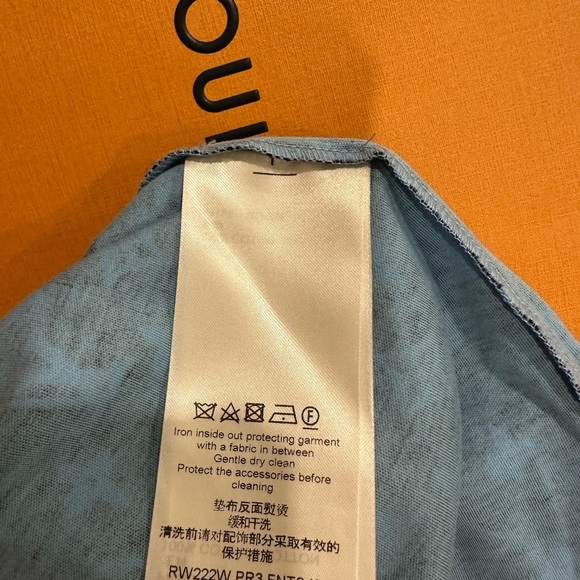 oui
F
Iron inside out protecting garment
with a fabric in between
Gentle dry clean
Protect the accessories before
cleaning
垫布反面熨烫
缓和干洗
清洗前请对配饰部分采取有效的
保护措施
RW222W PR3